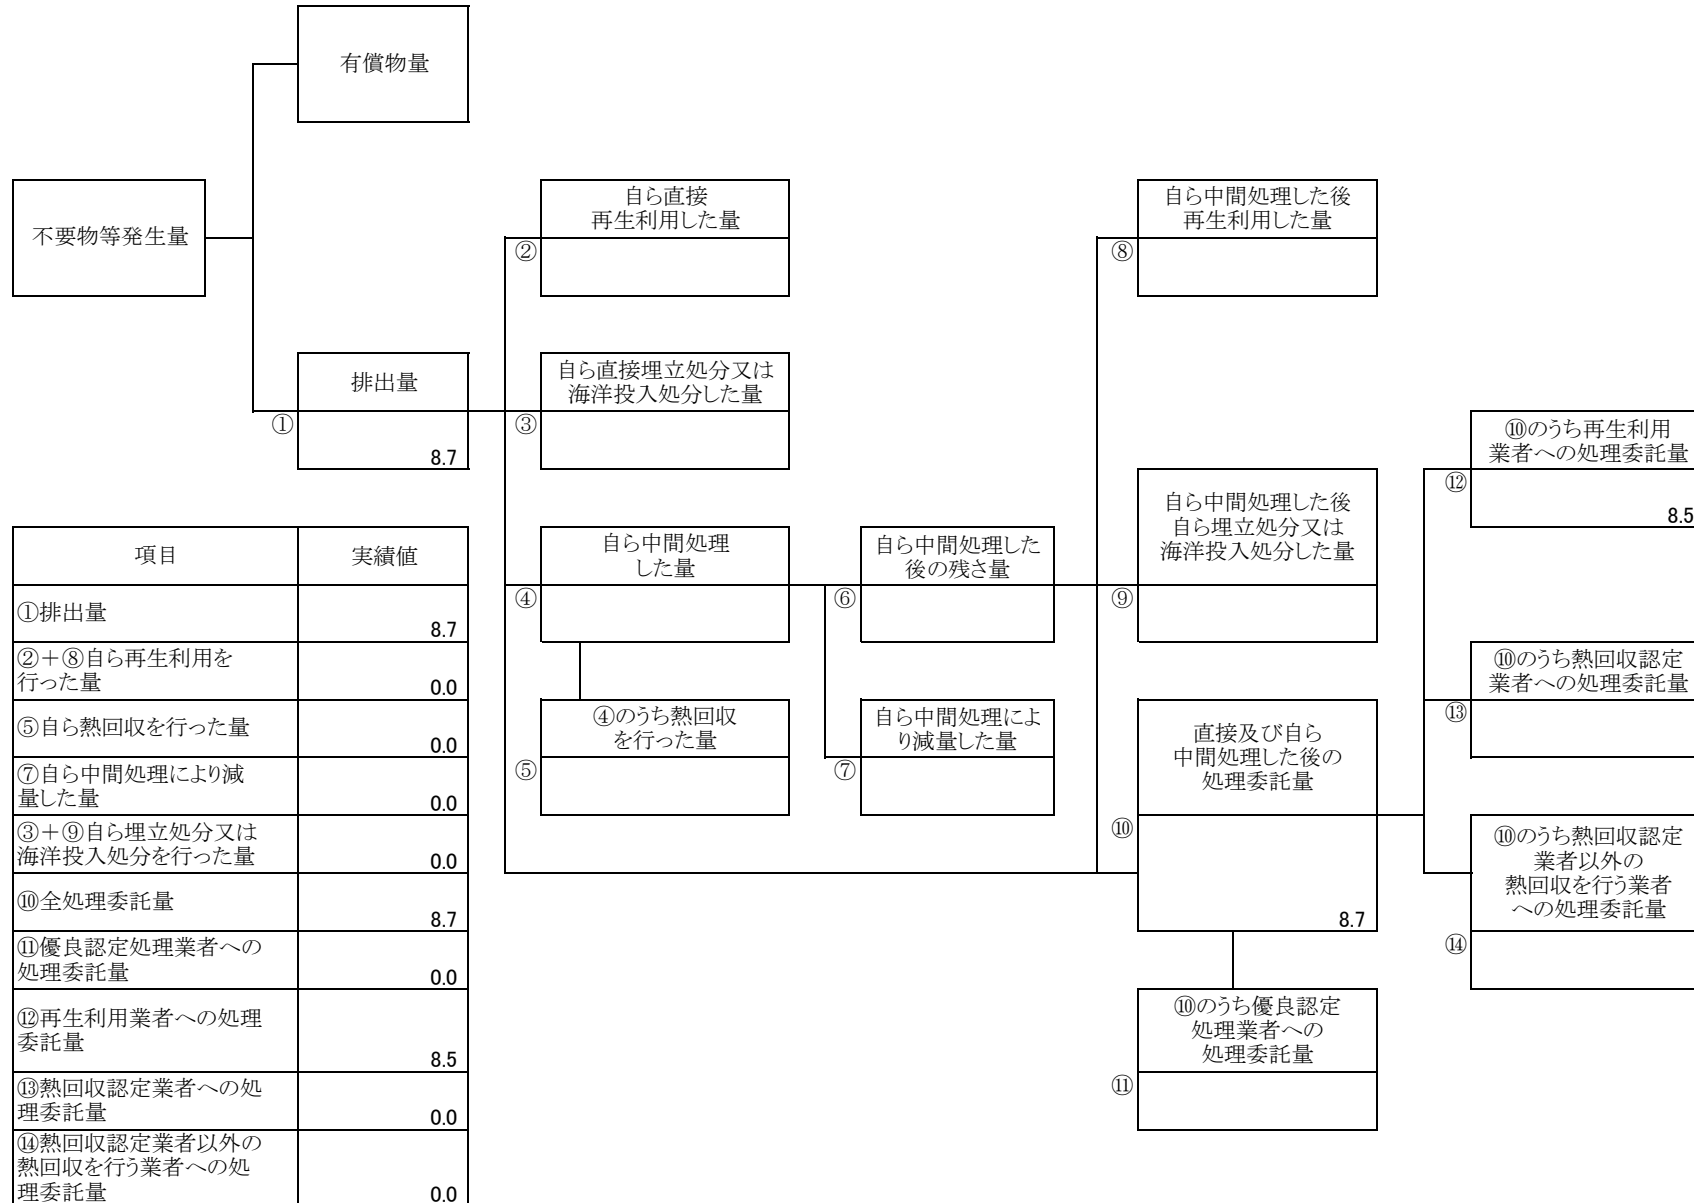 有償物量
不要物等発生量
自ら直接
再生利用した量
②
自ら中間処理した後
再生利用した量
⑧
排出量
①
8.7
自ら直接埋立処分又は
海洋投入処分した量
③
⑩のうち再生利用
業者への処理委託量
⑫
8.5
自ら中間処理
した量
④
自ら中間処理した
後の残さ量
⑥
自ら中間処理した後
自ら埋立処分又は
海洋投入処分した量
⑨
⑩のうち熱回収認定
業者への処理委託量
⑬
④のうち熱回収
を行った量
⑤
自ら中間処理によ
り減量した量
⑦
直接及び自ら
中間処理した後の
処理委託量
⑩
8.7
⑩のうち熱回収認定
業者以外の
熱回収を行う業者
への処理委託量
⑭
⑩のうち優良認定
処理業者への
処理委託量
⑪
項目 実績値
①排出量
8.7
②＋⑧自ら再生利用を
行った量
0.0
⑤自ら熱回収を行った量
0.0
⑦自ら中間処理により減
量した量
0.0
③＋⑨自ら埋立処分又は
海洋投入処分を行った量
0.0
⑩全処理委託量
8.7
⑪優良認定処理業者への
処理委託量
0.0
⑫再生利用業者への処理
委託量
8.5
⑬熱回収認定業者への処
理委託量
0.0
⑭熱回収認定業者以外の
熱回収を行う業者への処
理委託量
0.0